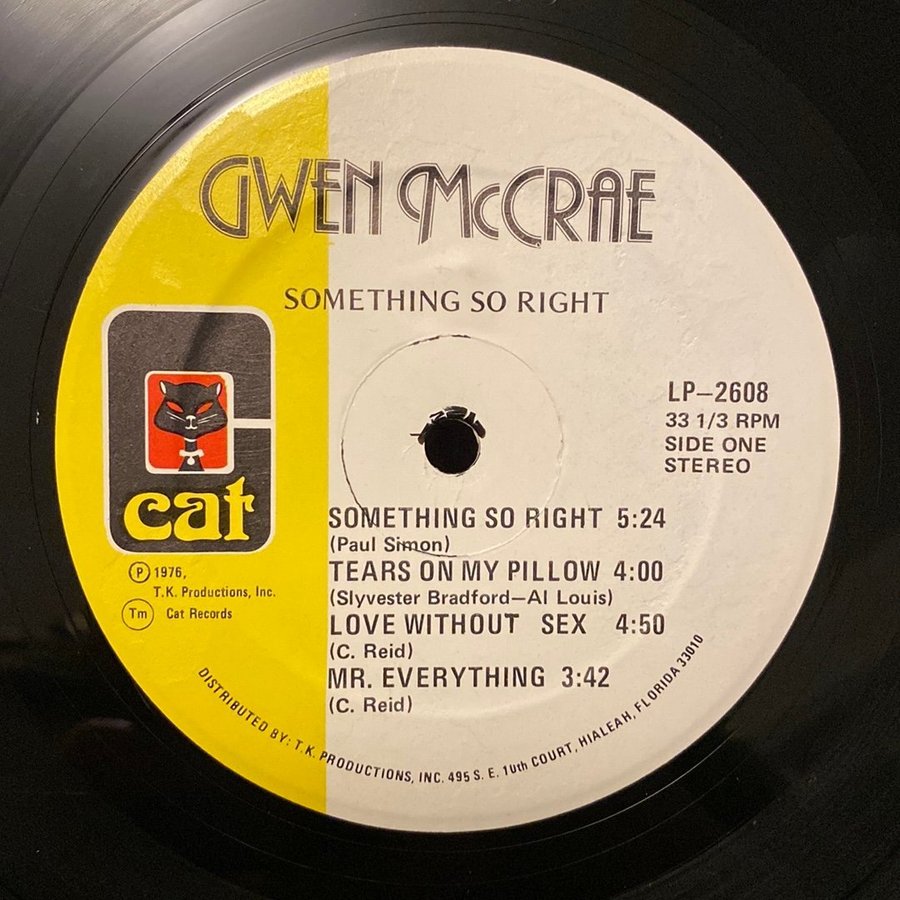 GWEN McCRAE
SOMETHING SO RIGHT
LP-2608
33 1/3 RPM
SIDE ONE
STEREO
cat
SOMETHING SO RIGHT 5:24
(Paul Simon)
TEARS ON MY PILLOW 4:00
(Slyvester Bradford-Al Louis)
LOVE WITHOUT SEX 4:50
(C. Reid)
MR. EVERYTHING 3:42
(C. Reid)
℗ 1976,
T.K. Productions, Inc.
Tm Cat Records
DISTRIBUTED BY: T.K. PRODUCTIONS, INC. 495 S. E. 10th COURT, HIALEAH, FLORIDA 33010